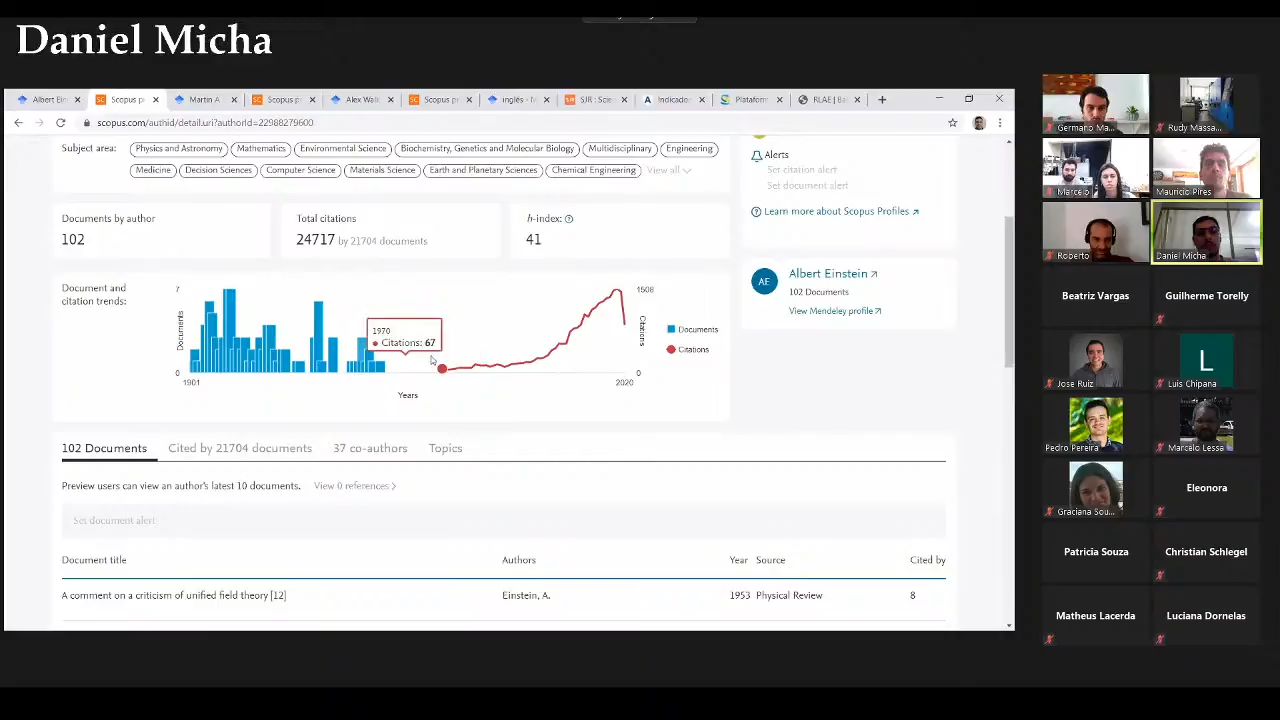 Daniel Micha
Albert Ein
Scopus p
Martin A
Scopus p
Alex Wal
Scopus p
inglês - M
SJR : Scie
Indicador
Plataform
RLAE | Ba
scopus.com/authid/detail.uri?authorId=22988279600
Subject area:
Physics and Astronomy
Mathematics
Environmental Science
Biochemistry, Genetics and Molecular Biology
Multidisciplinary
Engineering
Medicine
Decision Sciences
Computer Science
Materials Science
Earth and Planetary Sciences
Chemical Engineering
View all
Alerts
Set citation alert
Set document alert
Learn more about Scopus Profiles
Documents by author
102
Total citations
24717 by 21704 documents
h-index:
41
Albert Einstein
AE
102 Documents
View Mendeley profile
Document and
citation trends:
7
Documents
0
1901
1970
Citations: 67
1508
Citations
0
2020
Years
Documents
Citations
102 Documents
Cited by 21704 documents
37 co-authors
Topics
Preview users can view an author's latest 10 documents.
View 0 references
Set document alert
Document title
Authors
Year
Source
Cited by
A comment on a criticism of unified field theory [12]
Einstein, A.
1953
Physical Review
8
Germano Ma...
Rudy Massa...
Marcelo
Mauricio Pires
Roberto
Daniel Micha
Beatriz Vargas
Guilherme Torelly
Jose Ruiz
L
Luis Chipana
Pedro Pereira
Marcelo Lessa
Graciana Sou...
Eleonora
Patricia Souza
Christian Schlegel
Matheus Lacerda
Luciana Dornelas